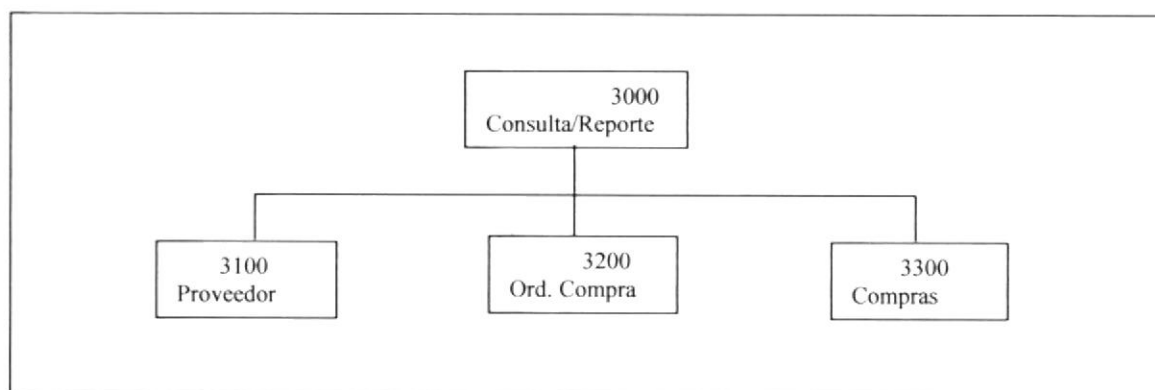 3000
Consulta/Reporte
3100
Proveedor
3200
Ord. Compra
3300
Compras